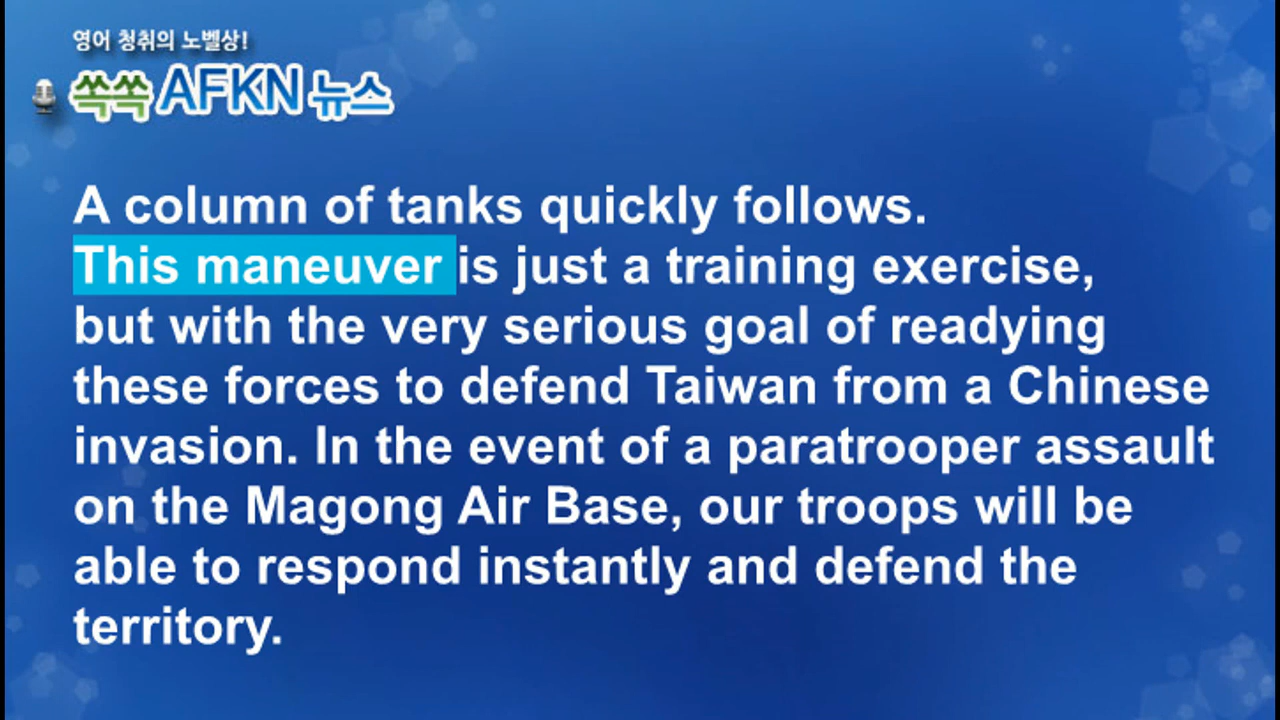 영어 청취의 노벨상!
쏙쏙 AFKN 뉴스
A column of tanks quickly follows.
This maneuver is just a training exercise,
but with the very serious goal of readying
these forces to defend Taiwan from a Chinese
invasion. In the event of a paratrooper assault
on the Magong Air Base, our troops will be
able to respond instantly and defend the
territory.